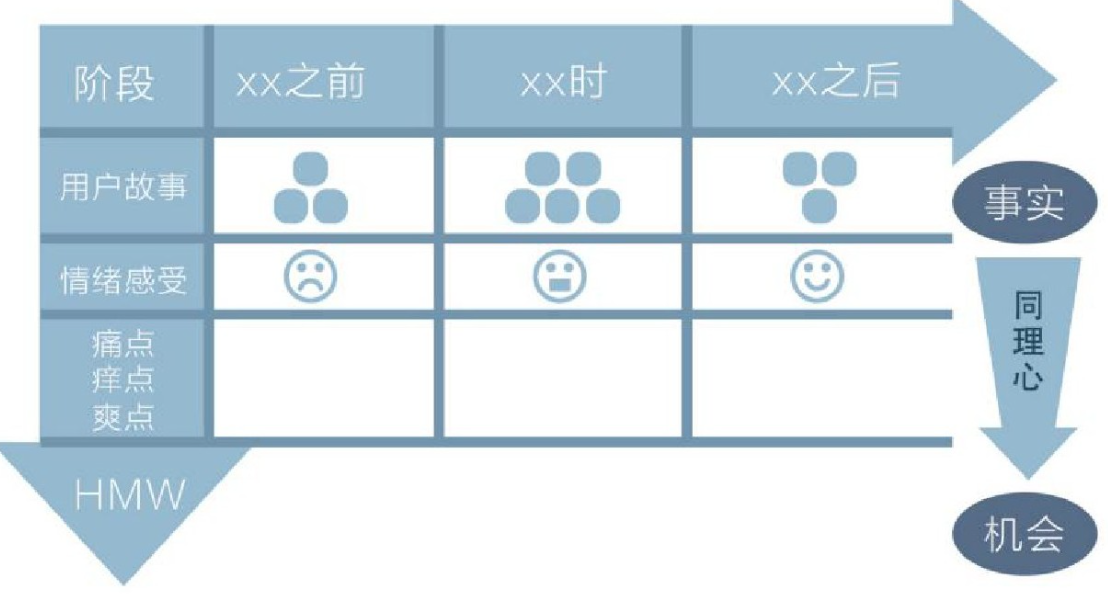 阶段
xx之前
xx时
xx之后
用户故事
事实
情绪感受
同
理
心
痛点
痒点
爽点
HMW
机会